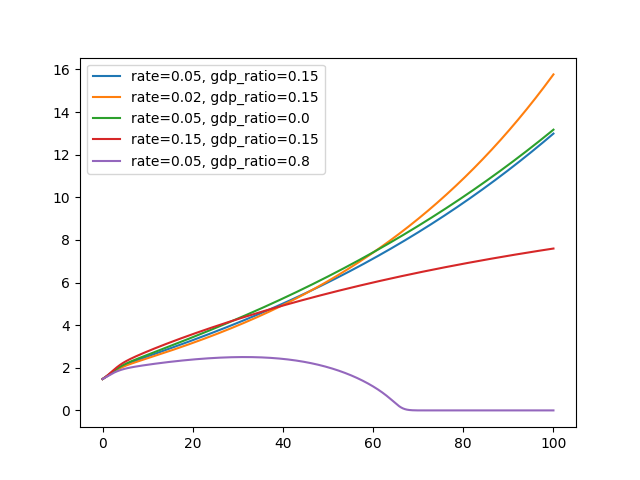 rate=0.05, gdp_ratio=0.15
rate=0.02, gdp_ratio=0.15
rate=0.05, gdp_ratio=0.0
rate=0.15, gdp_ratio=0.15
rate=0.05, gdp_ratio=0.8
16
14
12
10
8
6
4
2
0
0 20 40 60 80 100